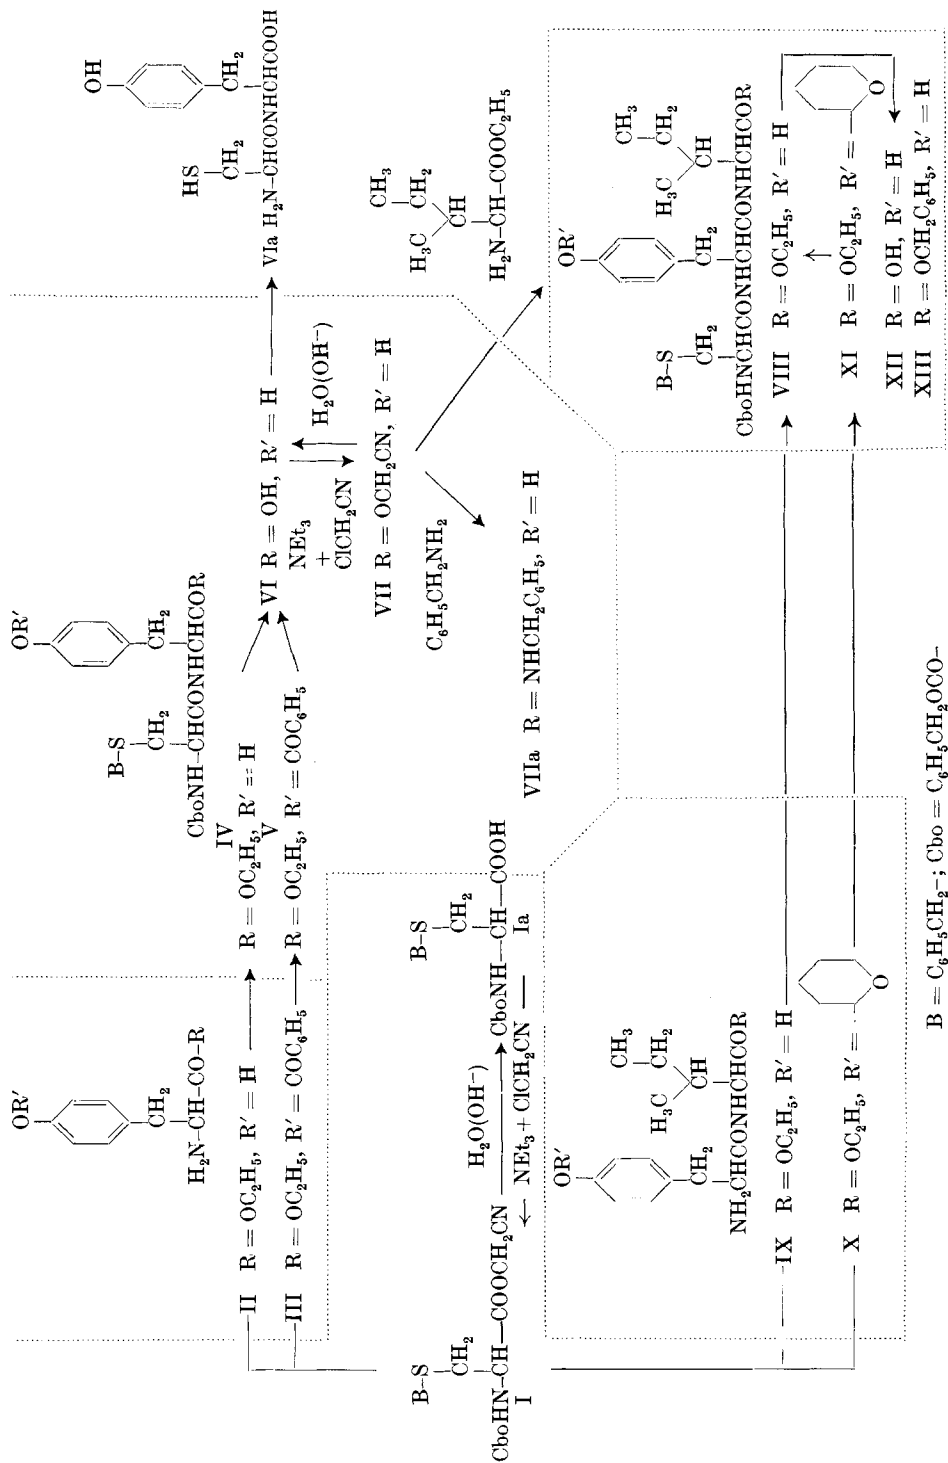 OR′
CH₂
H₂N–CH–CO–R
II R = OC₂H₅, R′ = H
III R = OC₂H₅, R′ = COC₆H₅
B–S
CH₂
OR′
CH₂
CboNH–CHCONHCHCOR
IV
R = OC₂H₅, R′ = H
V
R = OC₂H₅, R′ = COC₆H₅
VI R = OH, R′ = H
NEt₃
+
ClCH₂CN
H₂O(OH⁻)
VII R = OCH₂CN, R′ = H
C₆H₅CH₂NH₂
VIIa R = NHCH₂C₆H₅, R′ = H
HS
CH₂
OH
CH₂
VIa H₂N–CHCONHCHCOOH
CH₃
H₃C CH₂
CH
H₂N–CH–COOC₂H₅
B–S
CH₂
CboHN–CH–COOCH₂CN
I
H₂O(OH⁻)
NEt₃ + ClCH₂CN
B–S
CH₂
CboNH–CH–COOH
Ia
OR′
CH₂
CH₃
H₃C CH₂
CH
NH₂CHCONHCHCOR
IX R = OC₂H₅, R′ = H
X R = OC₂H₅, R′ =
O
B–S
CH₂
OR′
CH₂
CH₃
H₃C CH₂
CH
CboHNCHCONHCHCONHCHCOR
VIII R = OC₂H₅, R′ = H
XI R = OC₂H₅, R′ =
O
XII R = OH, R′ = H
XIII R = OCH₂C₆H₅, R′ = H
B = C₆H₅CH₂–; Cbo = C₆H₅CH₂OCO–